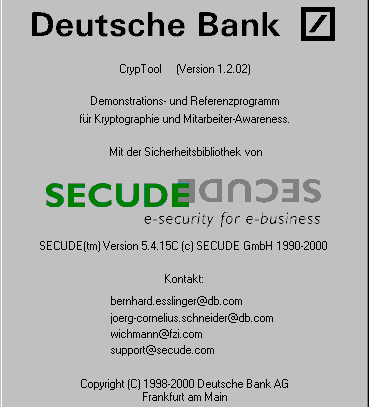 Deutsche Bank
CrypTool (Version 1.2.02)
Demonstrations- und Referenzprogramm
für Kryptographie und Mitarbeiter-Awareness.
Mit der Sicherheitsbibliothek von
SECUDE SECUDE
e-security for e-business
SECUDE(tm) Version 5.4.15C (c) SECUDE GmbH 1990-2000
Kontakt:
bernhard.esslinger@db.com
joerg-cornelius.schneider@db.com
wichmann@fzi.com
support@secude.com
Copyright (C) 1998-2000 Deutsche Bank AG
Frankfurt am Main